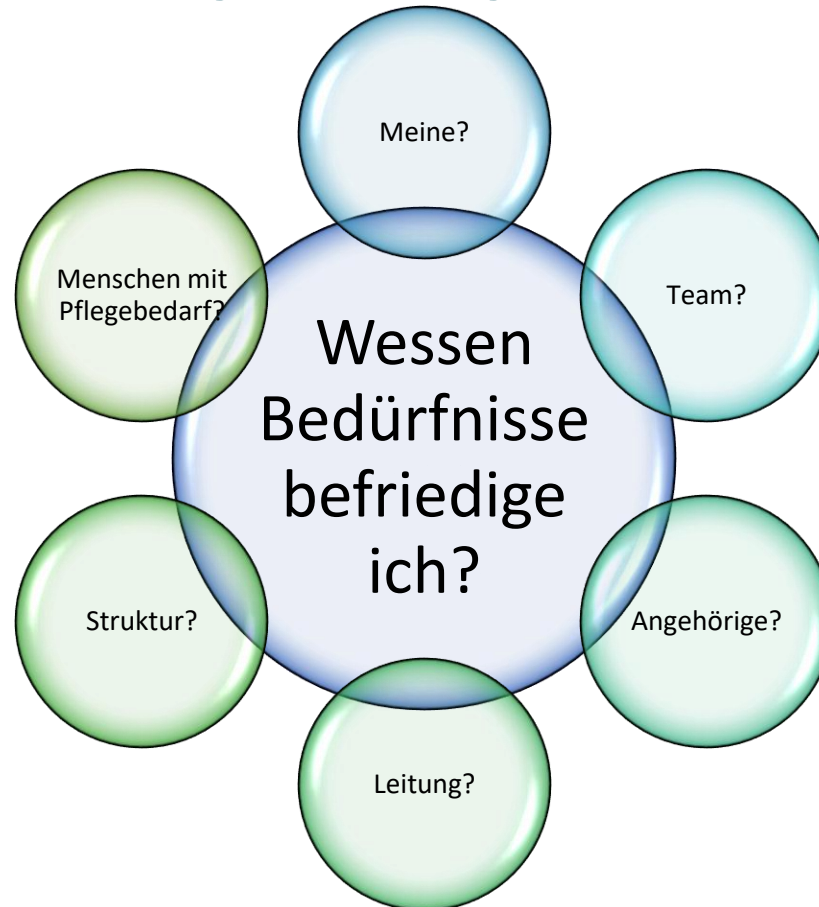 Meine?
Team?
Menschen mit
Pflegebedarf?
Wessen
Bedürfnisse
befriedige
ich?
Struktur?
Angehörige?
Leitung?